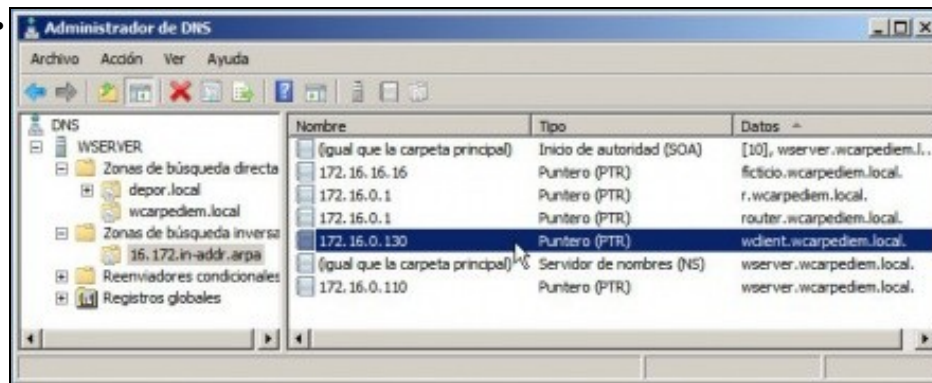 Administrador de DNS
Archivo Acción Ver Ayuda
DNS
WSERVER
Zonas de búsqueda directa
depor.local
wcarpediem.local
Zonas de búsqueda inversa
16.172.in-addr.arpa
Reenviadores condicionales
Registros globales
Nombre Tipo Datos
(igual que la carpeta principal) Inicio de autoridad (SOA) [10], wserver.wcarpediem.l...
172.16.16.16 Puntero (PTR) ficticio.wcarpediem.local.
172.16.0.1 Puntero (PTR) r.wcarpediem.local.
172.16.0.1 Puntero (PTR) router.wcarpediem.local.
172.16.0.130 Puntero (PTR) wclient.wcarpediem.local.
(igual que la carpeta principal) Servidor de nombres (NS) wserver.wcarpediem.local.
172.16.0.110 Puntero (PTR) wserver.wcarpediem.local.